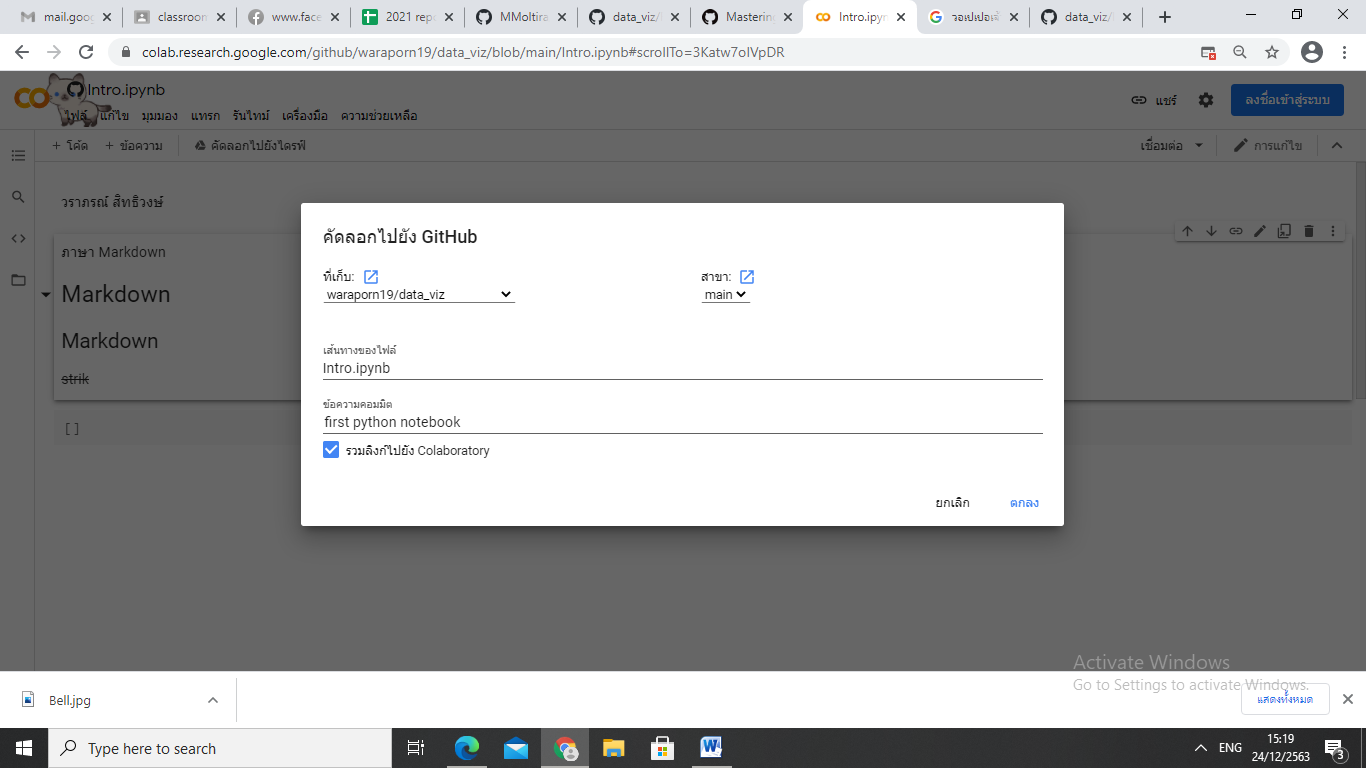 mail.goog
classroom
www.face
2021 repo
MMoltira
data_viz/
Mastering
Intro.ipyn
data_viz/
colab.research.google.com/github/waraporn19/data_viz/blob/main/Intro.ipynb#scrollTo=3Katw7oIVpDR
Intro.ipynb
ไฟล์ แก้ไข มุมมอง แทรก รันไทม์ เครื่องมือ ความช่วยเหลือ
แชร์
ลงชื่อเข้าสู่ระบบ
+ โค้ด + ข้อความ คัดลอกไปยังไดรฟ์
เชื่อมต่อ
การแก้ไข
วราภรณ์ สิทธิวงษ์
ภาษา Markdown
Markdown
Markdown
strik
[ ]
คัดลอกไปยัง GitHub
ที่เก็บ:
สาขา:
waraporn19/data_viz
main
เส้นทางของไฟล์
Intro.ipynb
ข้อความคอมมิต
first python notebook
รวมลิงก์ไปยัง Colaboratory
ยกเลิก
ตกลง
Activate Windows
Go to Settings to activate Windows.
Bell.jpg
แสดงทั้งหมด
Type here to search
ENG
15:19
24/12/2563
3